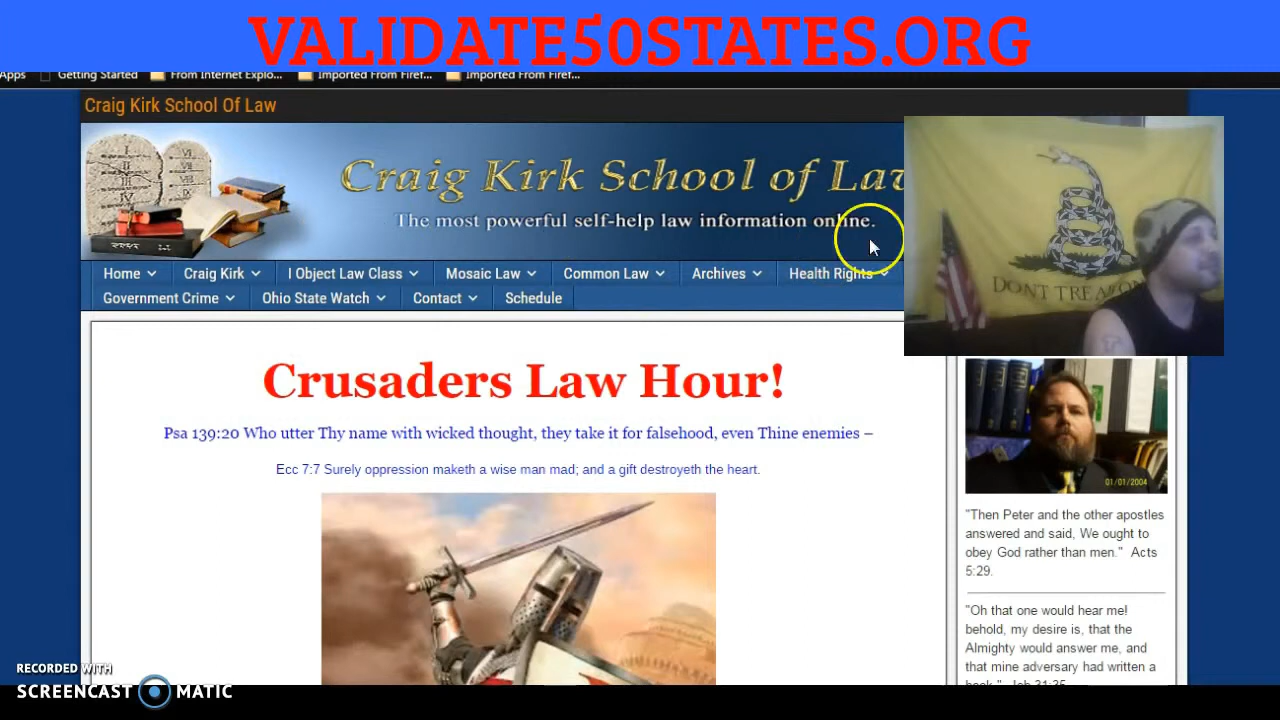 VALIDATE50STATES.ORG
Apps Getting Started From Internet Explo... Imported From Firef... Imported From Firef...
Craig Kirk School Of Law
Craig Kirk School of Law
The most powerful self-help law information online.
Home Craig Kirk I Object Law Class Mosaic Law Common Law Archives Health Rights
Government Crime Ohio State Watch Contact Schedule
DONT TREA ON
Crusaders Law Hour!
Psa 139:20 Who utter Thy name with wicked thought, they take it for falsehood, even Thine enemies –
Ecc 7:7 Surely oppression maketh a wise man mad; and a gift destroyeth the heart.
01/01/2004
"Then Peter and the other apostles
answered and said, We ought to
obey God rather than men." Acts
5:29.
"Oh that one would hear me!
behold, my desire is, that the
Almighty would answer me, and
that mine adversary had written a
book." Job 31:35
RECORDED WITH
SCREENCAST MATIC